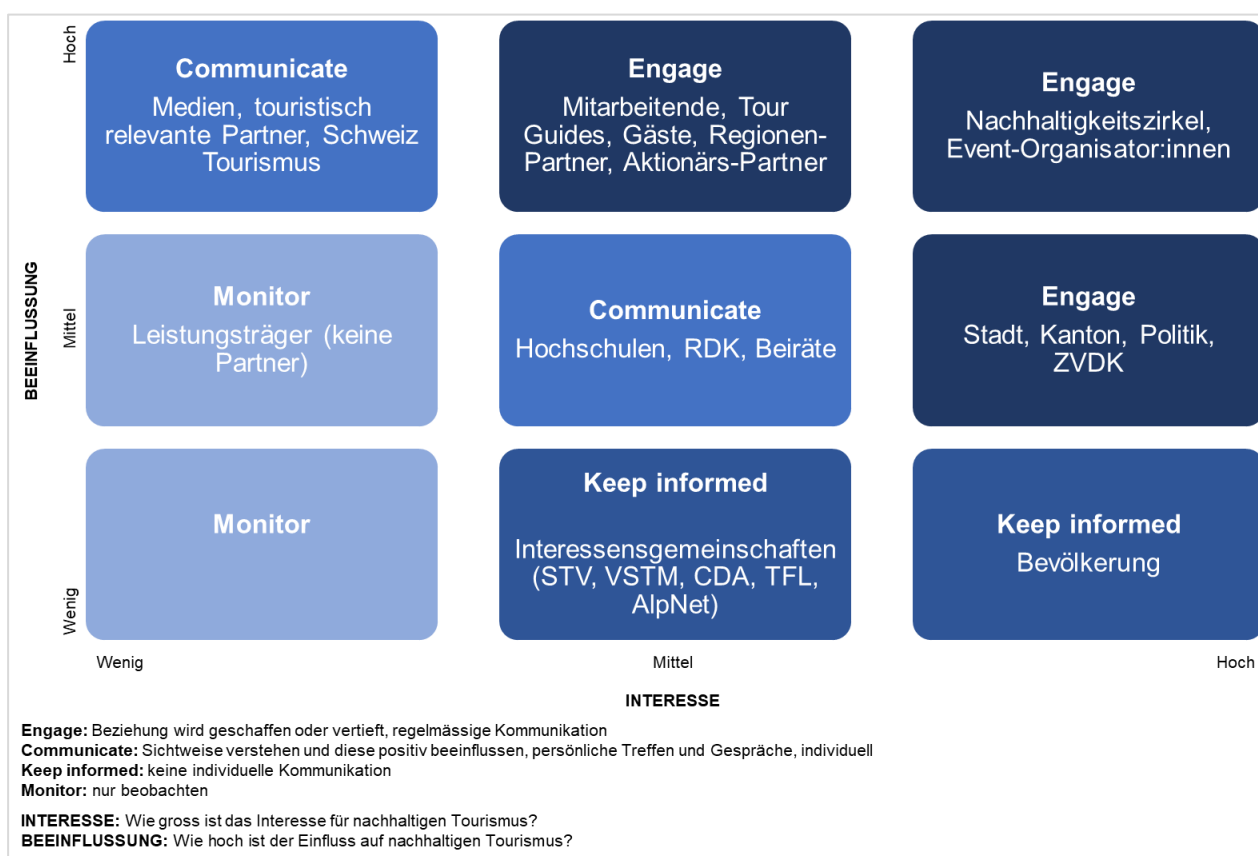 Hoch
Communicate
Medien, touristisch
relevante Partner, Schweiz
Tourismus
Engage
Mitarbeitende, Tour
Guides, Gäste, Regionen-
Partner, Aktionärs-Partner
Engage
Nachhaltigkeitszirkel,
Event-Organisator:innen
BEEINFLUSSUNG
Mittel
Monitor
Leistungsträger (keine
Partner)
Communicate
Hochschulen, RDK, Beiräte
Engage
Stadt, Kanton, Politik,
ZVDK
Wenig
Monitor
Keep informed
Interessensgemeinschaften
(STV, VSTM, CDA, TFL,
AlpNet)
Keep informed
Bevölkerung
Wenig
Mittel
Hoch
INTERESSE
Engage: Beziehung wird geschaffen oder vertieft, regelmässige Kommunikation
Communicate: Sichtweise verstehen und diese positiv beeinflussen, persönliche Treffen und Gespräche, individuell
Keep informed: keine individuelle Kommunikation
Monitor: nur beobachten
INTERESSE: Wie gross ist das Interesse für nachhaltigen Tourismus?
BEEINFLUSSUNG: Wie hoch ist der Einfluss auf nachhaltigen Tourismus?